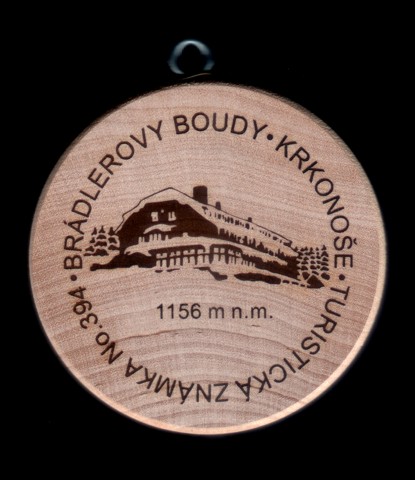 BRÁDLEROVY BOUDY • KRKONOŠE • TURISTICKÁ ZNÁMKA No.394 •
1156 m n.m.